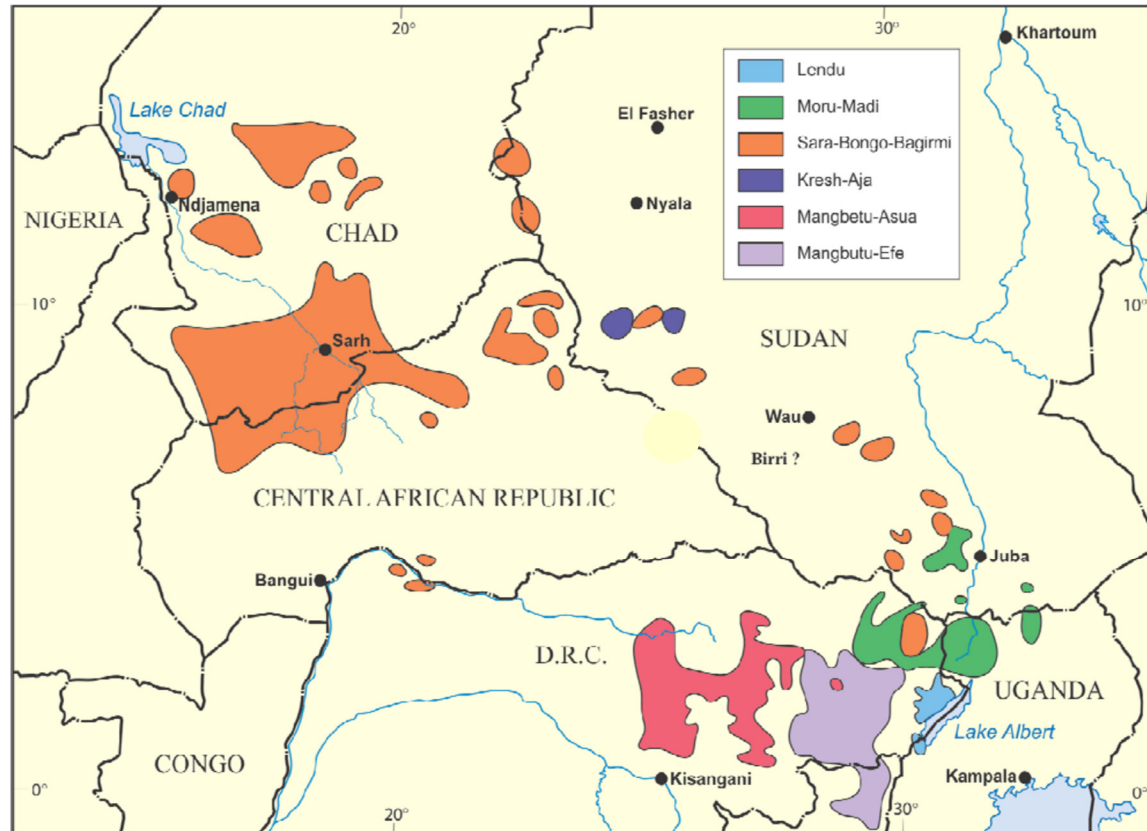 20°
30°
Khartoum
Lake Chad
El Fasher
Lendu
Moru-Madi
Sara-Bongo-Bagirmi
Kresh-Aja
Mangbetu-Asua
Mangbutu-Efe
Ndjamena
Nyala
NIGERIA
CHAD
10°
10°
Sarh
SUDAN
Wau
Birri ?
CENTRAL AFRICAN REPUBLIC
Juba
Bangui
D.R.C.
UGANDA
Lake Albert
CONGO
Kisangani
Kampala
0°
0°
20°
30°